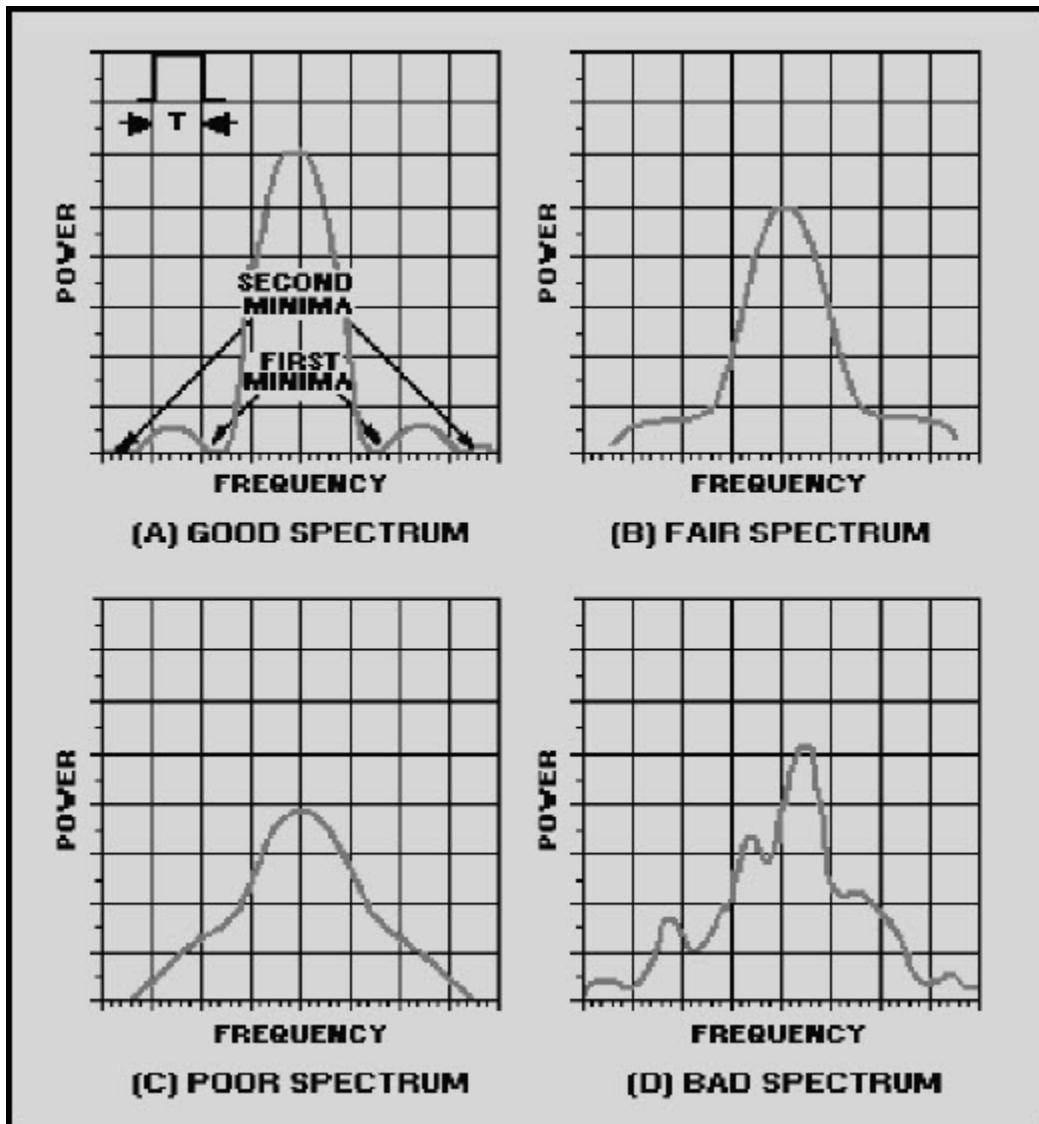 T
POWER
SECOND
MINIMA
FIRST
MINIMA
FREQUENCY
(A) GOOD SPECTRUM
POWER
FREQUENCY
(B) FAIR SPECTRUM
POWER
FREQUENCY
(C) POOR SPECTRUM
POWER
FREQUENCY
(D) BAD SPECTRUM